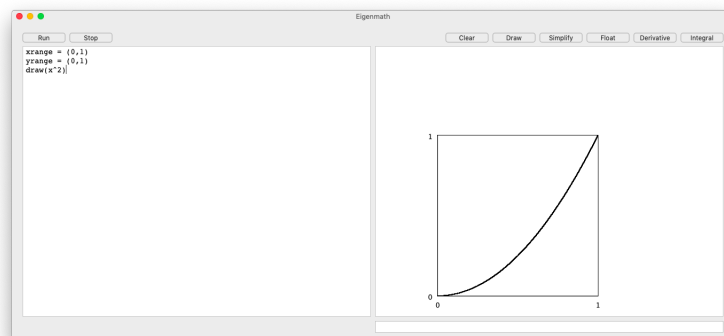 Eigenmath
Run Stop Clear Draw Simplify Float Derivative Integral
xrange = (0,1)
yrange = (0,1)
draw(x^2)
1
0
0 1